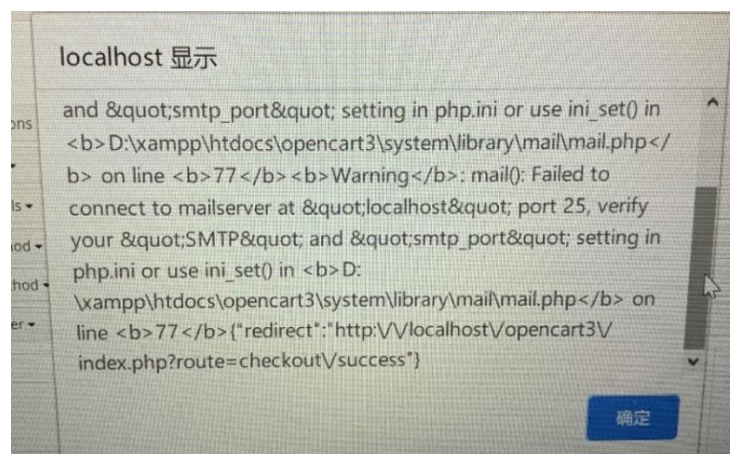 localhost 显示
and &quot;smtp_port&quot; setting in php.ini or use ini_set() in
<b>D:\xampp\htdocs\opencart3\system\library\mail\mail.php</
b> on line <b>77</b><b>Warning</b>: mail(): Failed to
connect to mailserver at &quot;localhost&quot; port 25, verify
your &quot;SMTP&quot; and &quot;smtp_port&quot; setting in
php.ini or use ini_set() in <b>D:
\xampp\htdocs\opencart3\system\library\mail\mail.php</b> on
line <b>77</b>{"redirect":"http:\/\/localhost\/opencart3\/
index.php?route=checkout\/success"}
确定